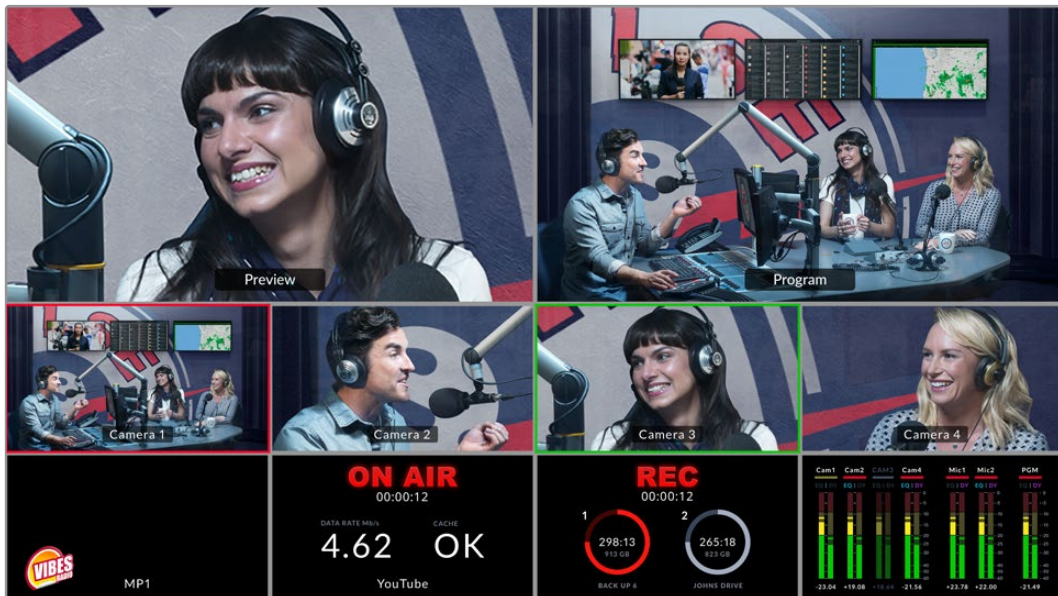 Preview
Program
Camera 1
Camera 2
Camera 3
Camera 4
VIBES
RADIO
MP1
ON AIR
00:00:12
DATA RATE Mb/s
CACHE
4.62
OK
YouTube
REC
00:00:12
1
298:13
913 GB
BACK UP 6
2
265:18
823 GB
JOHNS DRIVE
Cam1 Cam2 CAM3 Cam4 Mic1 Mic2 PGM
-23.04 +19.08 -21.56 +23.78 +22.00 -21.49